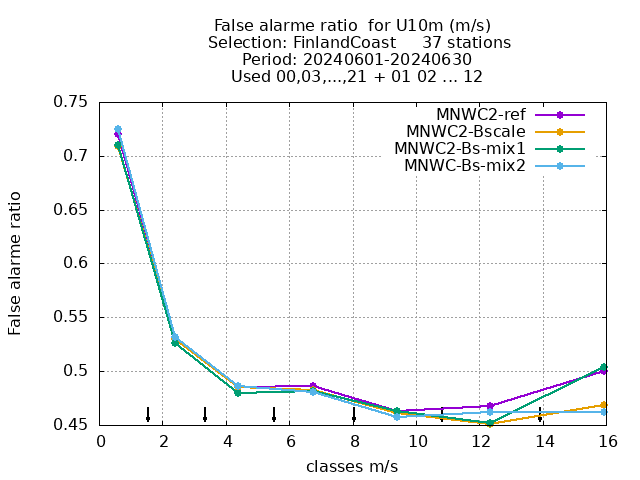 False alarme ratio  for U10m (m/s)
Selection: FinlandCoast     37 stations
Period: 20240601-20240630
Used 00,03,...,21 + 01 02 ... 12
MNWC2-ref
MNWC2-Bscale
MNWC2-Bs-mix1
MNWC-Bs-mix2
False alarme ratio
0.75
0.7
0.65
0.6
0.55
0.5
0.45
0 2 4 6 8 10 12 14 16
classes m/s